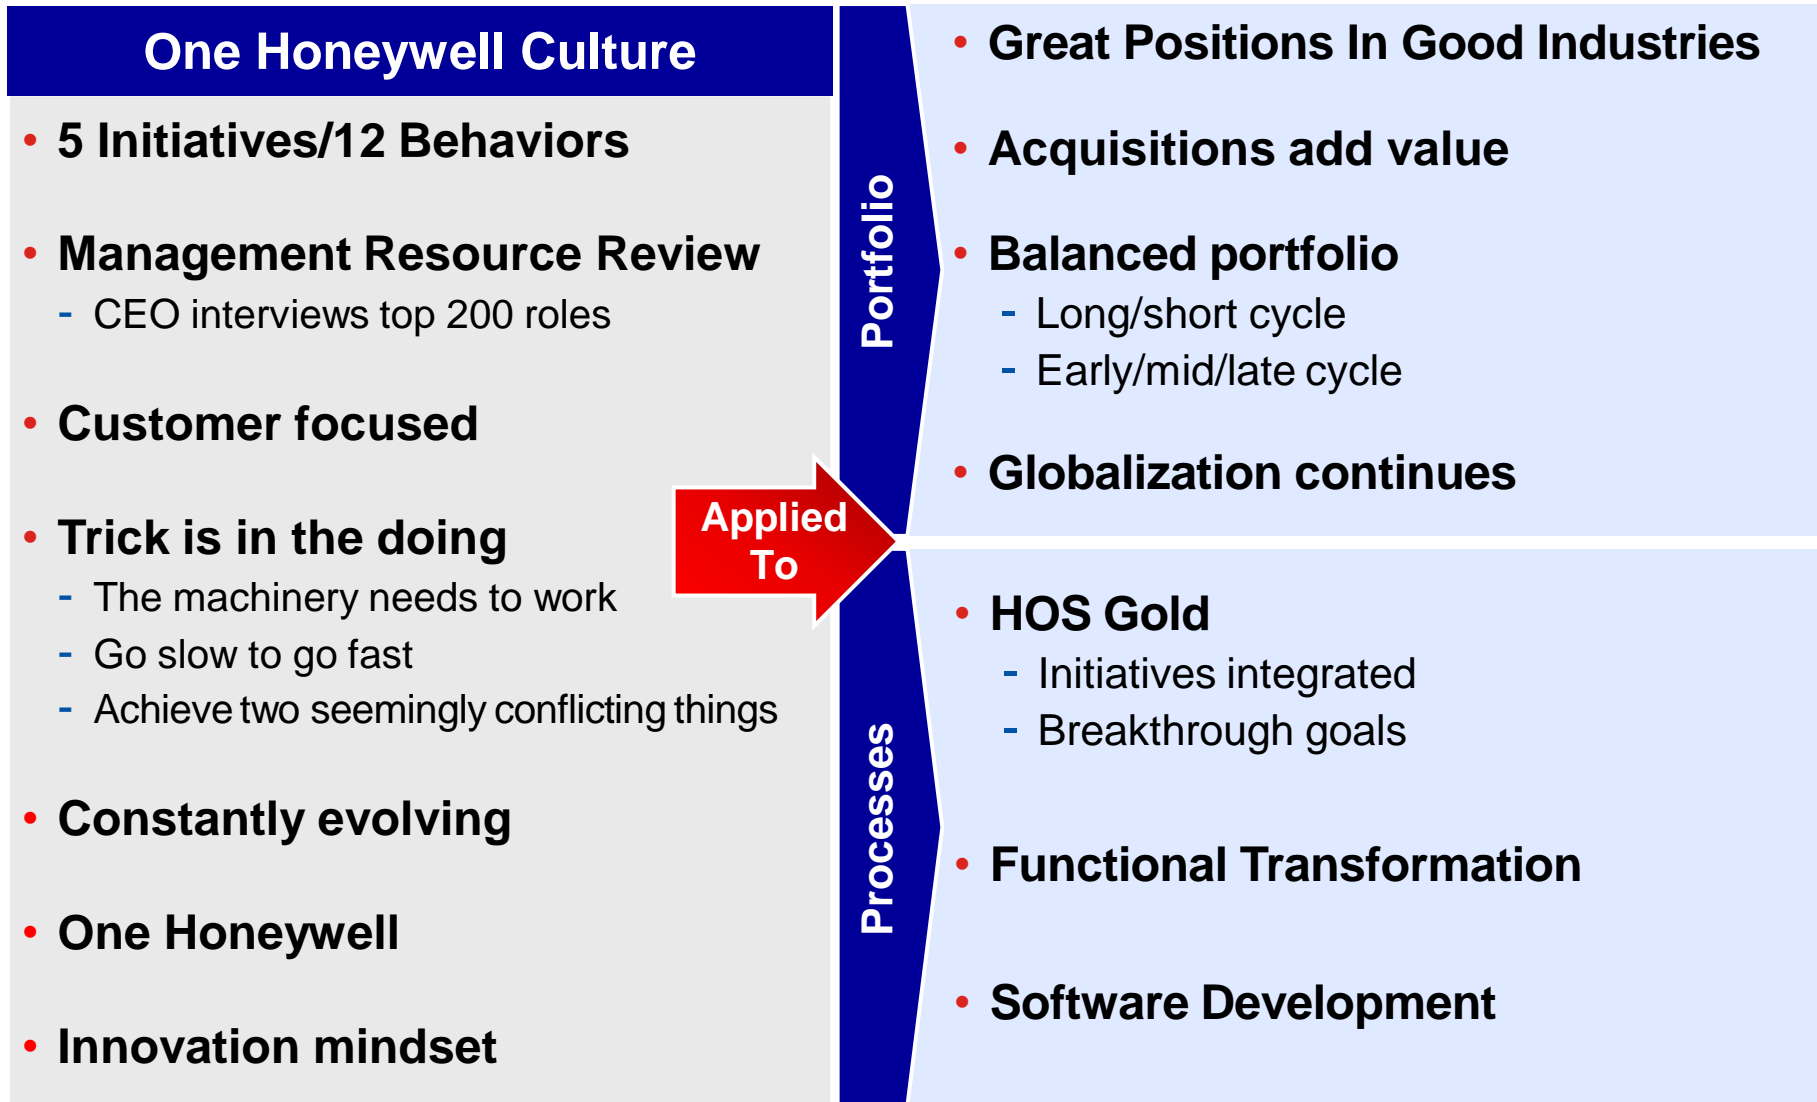 One Honeywell Culture
• 5 Initiatives/12 Behaviors
• Management Resource Review
- CEO interviews top 200 roles
• Customer focused
• Trick is in the doing
- The machinery needs to work
- Go slow to go fast
- Achieve two seemingly conflicting things
• Constantly evolving
• One Honeywell
• Innovation mindset
Applied
To
Portfolio
• Great Positions In Good Industries
• Acquisitions add value
• Balanced portfolio
- Long/short cycle
- Early/mid/late cycle
• Globalization continues
Processes
• HOS Gold
- Initiatives integrated
- Breakthrough goals
• Functional Transformation
• Software Development